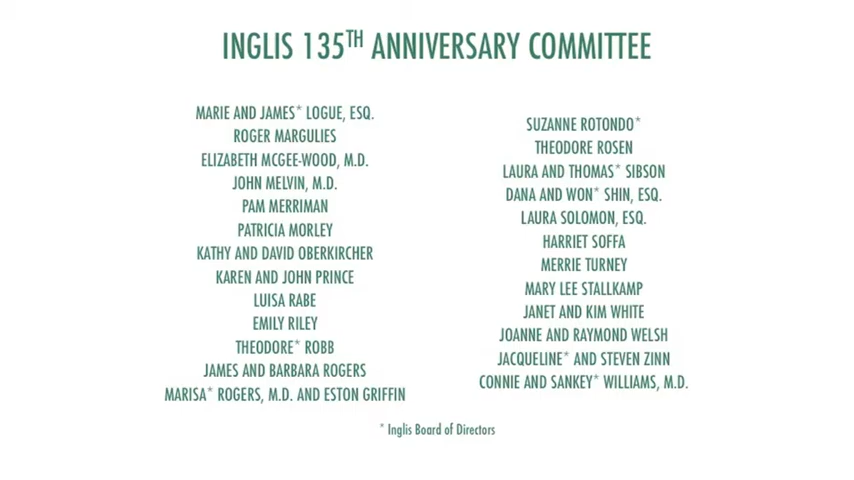 INGLIS 135TH ANNIVERSARY COMMITTEE
MARIE AND JAMES* LOGUE, ESQ.
ROGER MARGULIES
ELIZABETH MCGEE-WOOD, M.D.
JOHN MELVIN, M.D.
PAM MERRIMAN
PATRICIA MORLEY
KATHY AND DAVID OBERKIRCHER
KAREN AND JOHN PRINCE
LUISA RABE
EMILY RILEY
THEODORE* ROBB
JAMES AND BARBARA ROGERS
MARISA* ROGERS, M.D. AND ESTON GRIFFIN
SUZANNE ROTONDO*
THEODORE ROSEN
LAURA AND THOMAS* SIBSON
DANA AND WON* SHIN, ESQ.
LAURA SOLOMON, ESQ.
HARRIET SOFFA
MERRIE TURNEY
MARY LEE STALLKAMP
JANET AND KIM WHITE
JOANNE AND RAYMOND WELSH
JACQUELINE* AND STEVEN ZINN
CONNIE AND SANKEY* WILLIAMS, M.D.
* Inglis Board of Directors